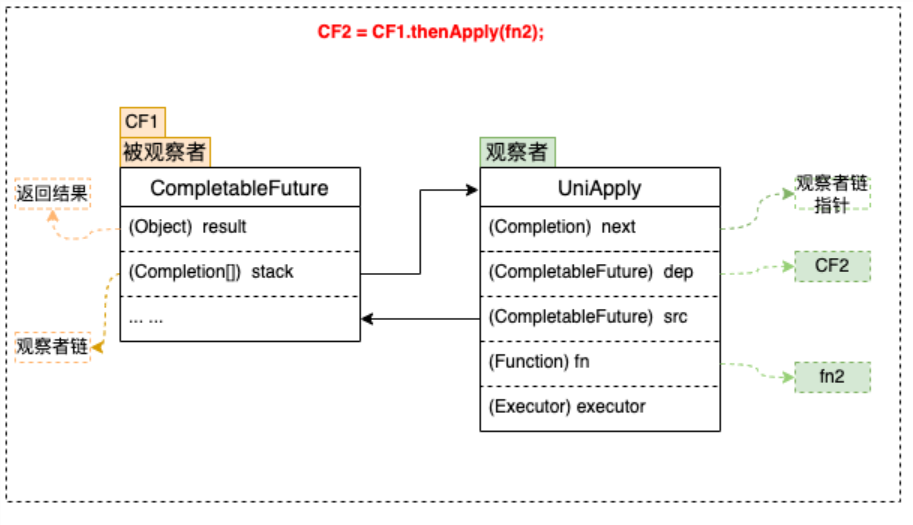 CF2 = CF1.thenApply(fn2);
CF1
被观察者
观察者
CompletableFuture
UniApply
返回结果
观察者链
指针
(Object) result
(Completion) next
(Completion[]) stack
(CompletableFuture) dep
CF2
... ...
(CompletableFuture) src
观察者链
(Function) fn
fn2
(Executor) executor